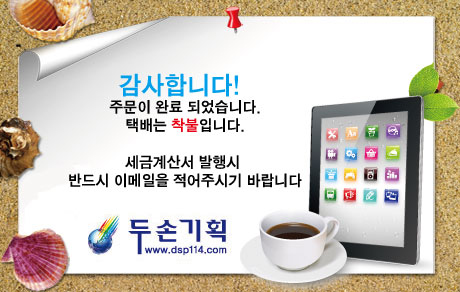 감사합니다!
주문이 완료 되었습니다.
택배는 착불입니다.
세금계산서 발행시
반드시 이메일을 적어주시기 바랍니다
두손기획
www.dsp114.com